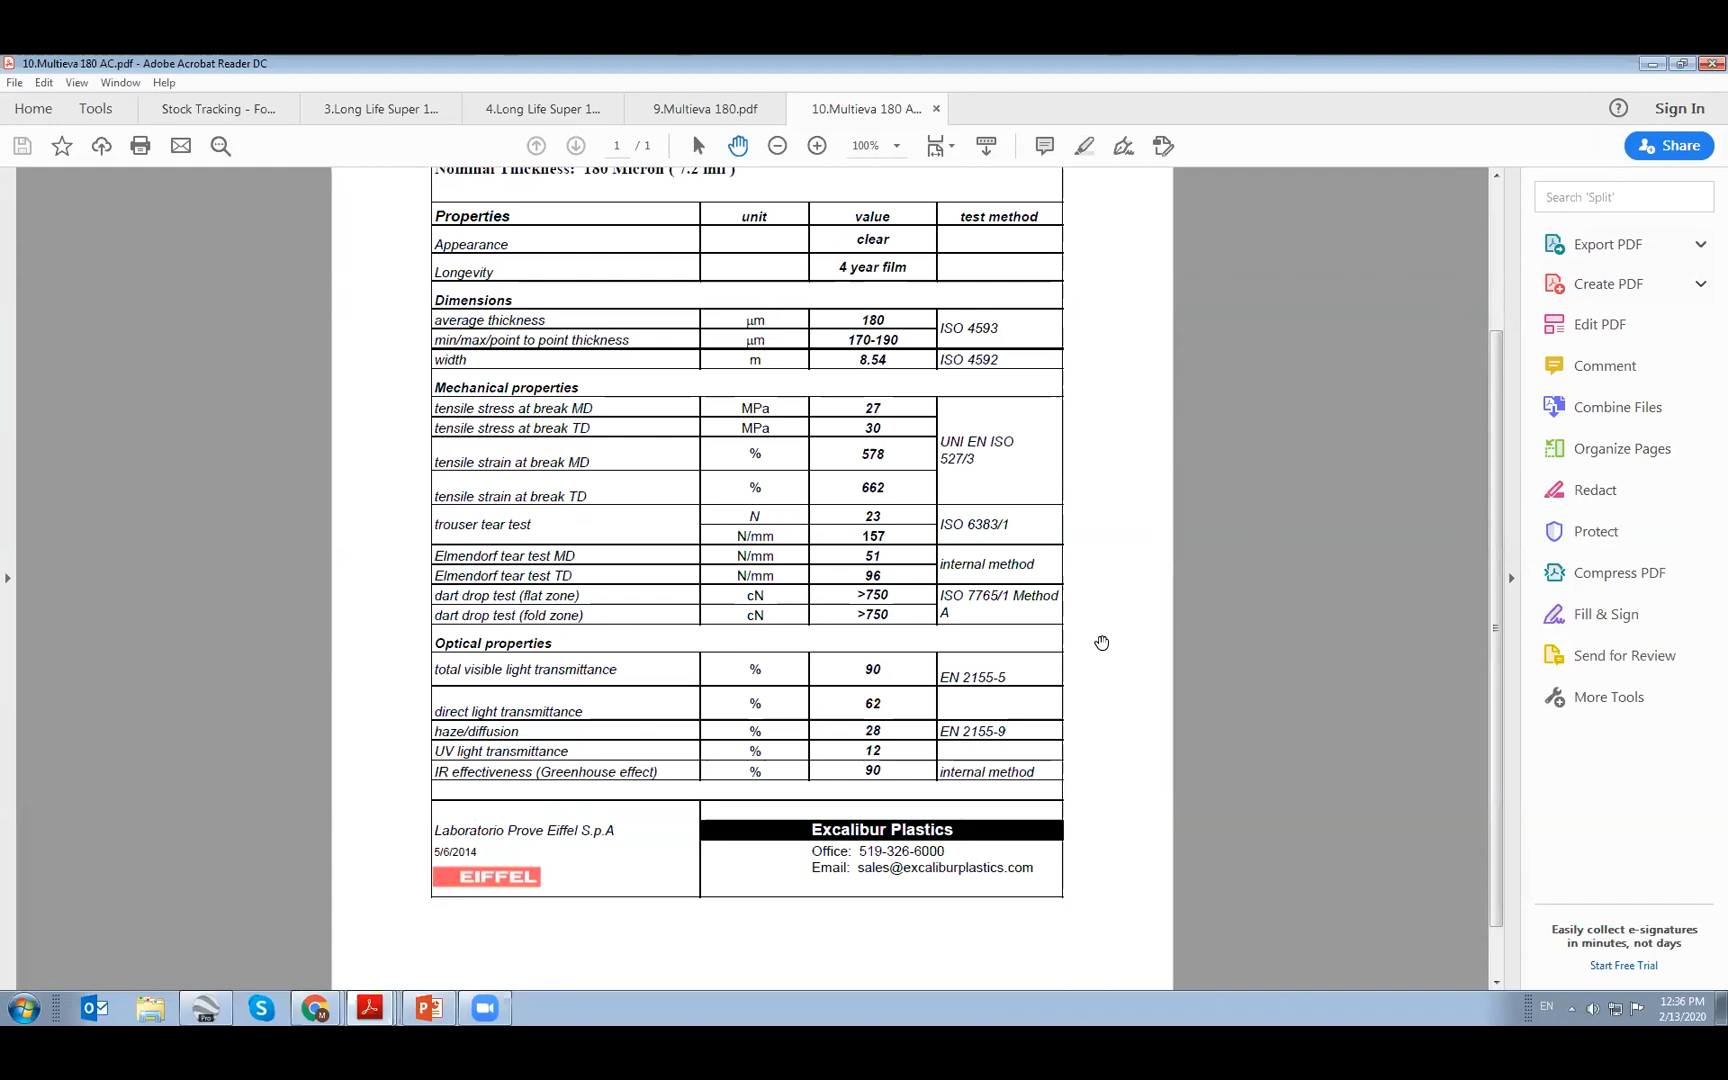 10.Multieva 180 AC.pdf - Adobe Acrobat Reader DC
File Edit View Window Help
Home Tools Stock Tracking - Fo... 3.Long Life Super 1... 4.Long Life Super 1... 9.Multieva 180.pdf 10.Multieva 180 A... × Sign In
1 / 1 100% Share
Nominal Thickness: 180 Micron ( 7.2 mil )
Properties unit value test method
Appearance clear
Longevity 4 year film
Dimensions
average thickness µm 180 ISO 4593
min/max/point to point thickness µm 170-190
width m 8.54 ISO 4592
Mechanical properties
tensile stress at break MD MPa 27
tensile stress at break TD MPa 30
UNI EN ISO
527/3
tensile strain at break MD % 578
tensile strain at break TD % 662
trouser tear test N 23 ISO 6383/1
N/mm 157
Elmendorf tear test MD N/mm 51 internal method
Elmendorf tear test TD N/mm 96
dart drop test (flat zone) cN >750 ISO 7765/1 Method
dart drop test (fold zone) cN >750 A
Optical properties
total visible light transmittance % 90 EN 2155-5
direct light transmittance % 62
haze/diffusion % 28 EN 2155-9
UV light transmittance % 12
IR effectiveness (Greenhouse effect) % 90 internal method
Laboratorio Prove Eiffel S.p.A
5/6/2014
EIFFEL
Excalibur Plastics
Office: 519-326-6000
Email: sales@excaliburplastics.com
Search 'Split'
Export PDF
Create PDF
Edit PDF
Comment
Combine Files
Organize Pages
Redact
Protect
Compress PDF
Fill & Sign
Send for Review
More Tools
Easily collect e-signatures
in minutes, not days
Start Free Trial
Pro
M
EN
12:36 PM
2/13/2020